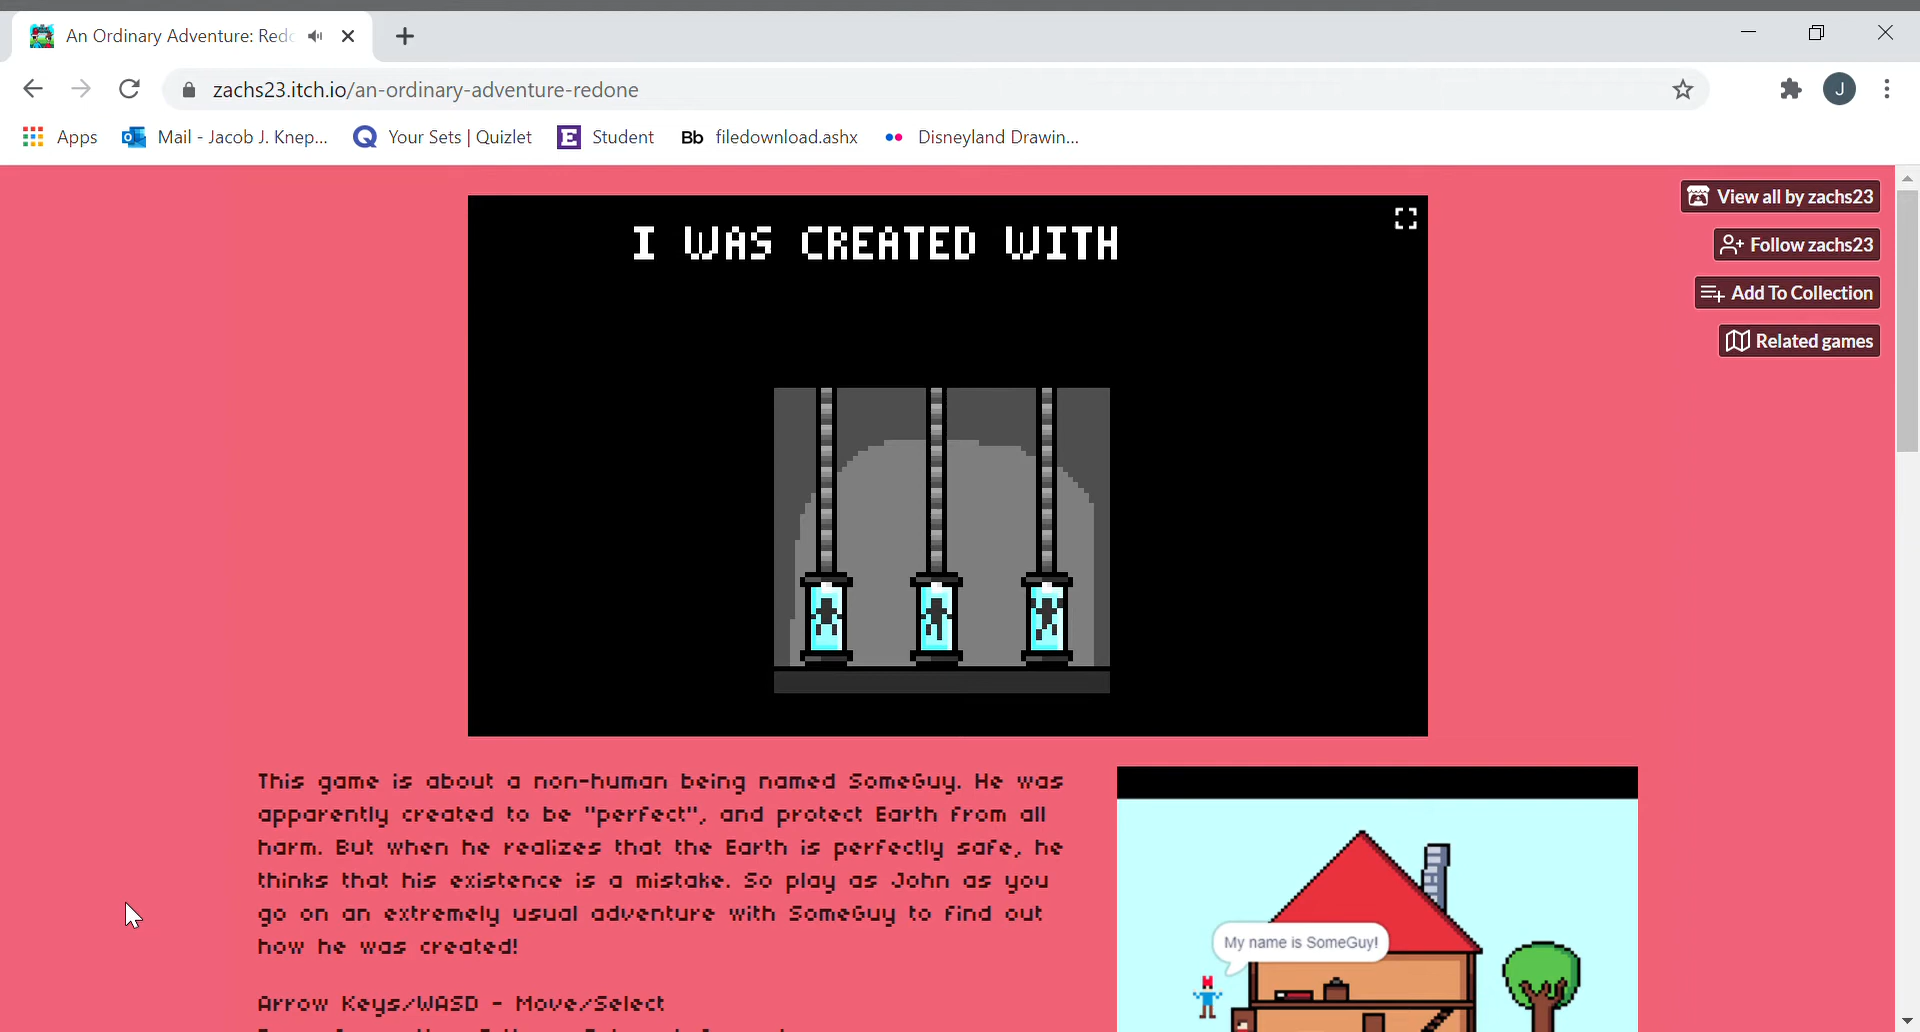 An Ordinary Adventure: Redo
zachs23.itch.io/an-ordinary-adventure-redone
J
Apps
Mail - Jacob J. Knep...
Your Sets | Quizlet
E Student
Bb filedownload.ashx
Disneyland Drawin...
I WAS CREATED WITH
View all by zachs23
Follow zachs23
Add To Collection
Related games
This game is about a non-human being named SomeGuy. He was
apparently created to be "perfect", and protect Earth from all
harm. But when he realizes that the Earth is perfectly safe, he
thinks that his existence is a mistake. So play as John as you
go on an extremely usual adventure with SomeGuy to find out
how he was created!
Arrow Keys/WASD - Move/Select
My name is SomeGuy!